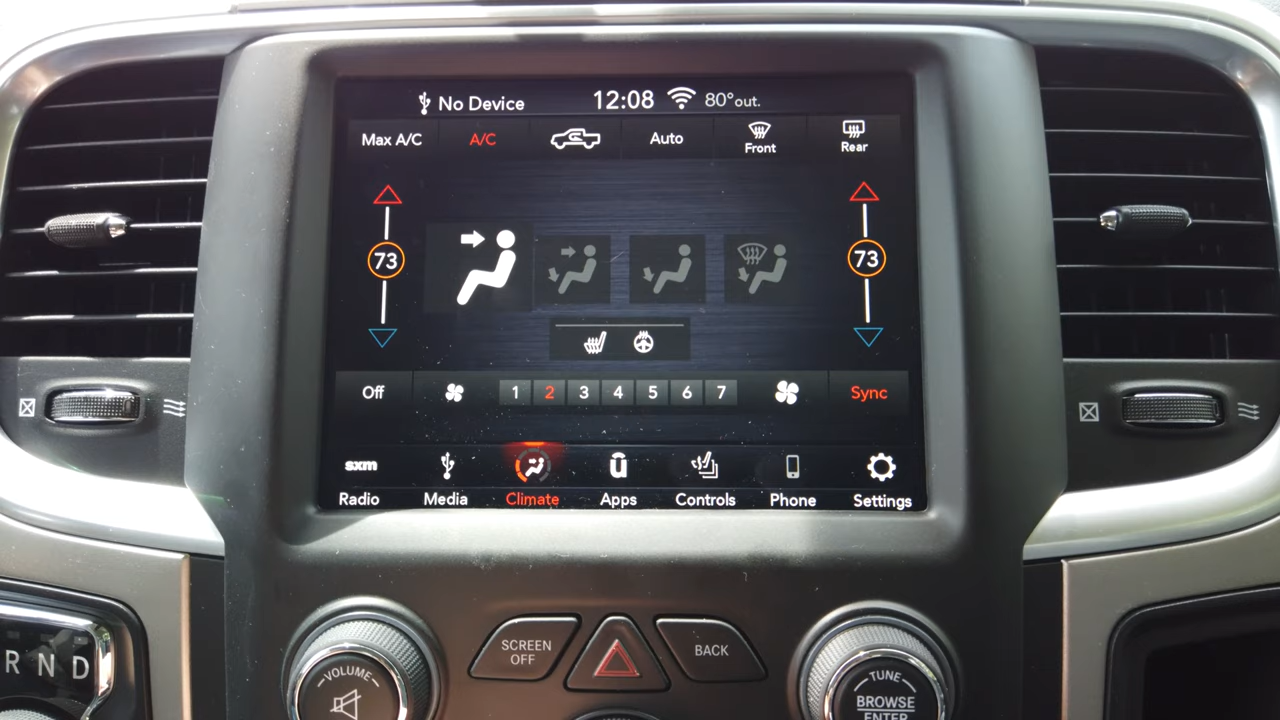 No Device 12:08 80°out.
Max A/C A/C Auto Front Rear
73 73
Off 1 2 3 4 5 6 7 Sync
sxm
Radio Media Climate Apps Controls Phone Settings
SCREEN
OFF
BACK
R N D
VOLUME
TUNE
BROWSE
ENTER